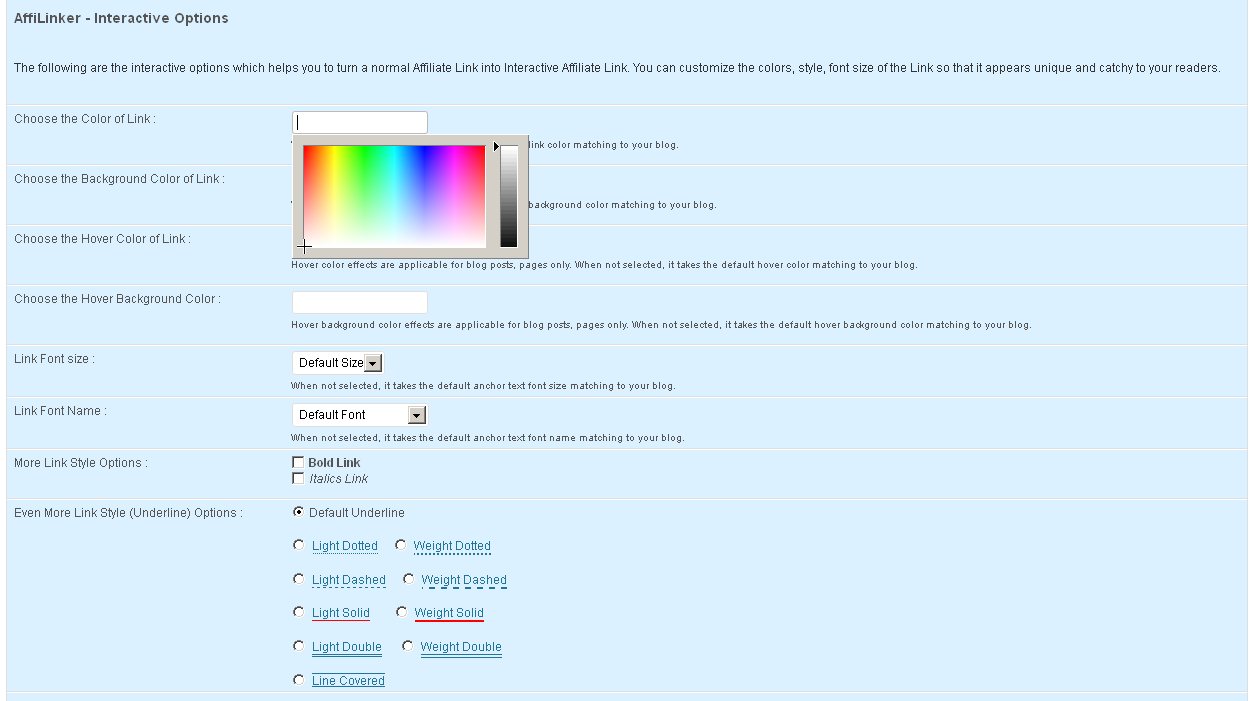 AffiLinker - Interactive Options
The following are the interactive options which helps you to turn a normal Affiliate Link into Interactive Affiliate Link. You can customize the colors, style, font size of the Link so that it appears unique and catchy to your readers.
Choose the Color of Link :
link color matching to your blog.
Choose the Background Color of Link :
background color matching to your blog.
Choose the Hover Color of Link :
Hover color effects are applicable for blog posts, pages only. When not selected, it takes the default hover color matching to your blog.
Choose the Hover Background Color :
Hover background color effects are applicable for blog posts, pages only. When not selected, it takes the default hover background color matching to your blog.
Link Font size : Default Size
When not selected, it takes the default anchor text font size matching to your blog.
Link Font Name : Default Font
When not selected, it takes the default anchor text font name matching to your blog.
More Link Style Options : Bold Link
Italics Link
Even More Link Style (Underline) Options : Default Underline
Light Dotted Weight Dotted
Light Dashed Weight Dashed
Light Solid Weight Solid
Light Double Weight Double
Line Covered